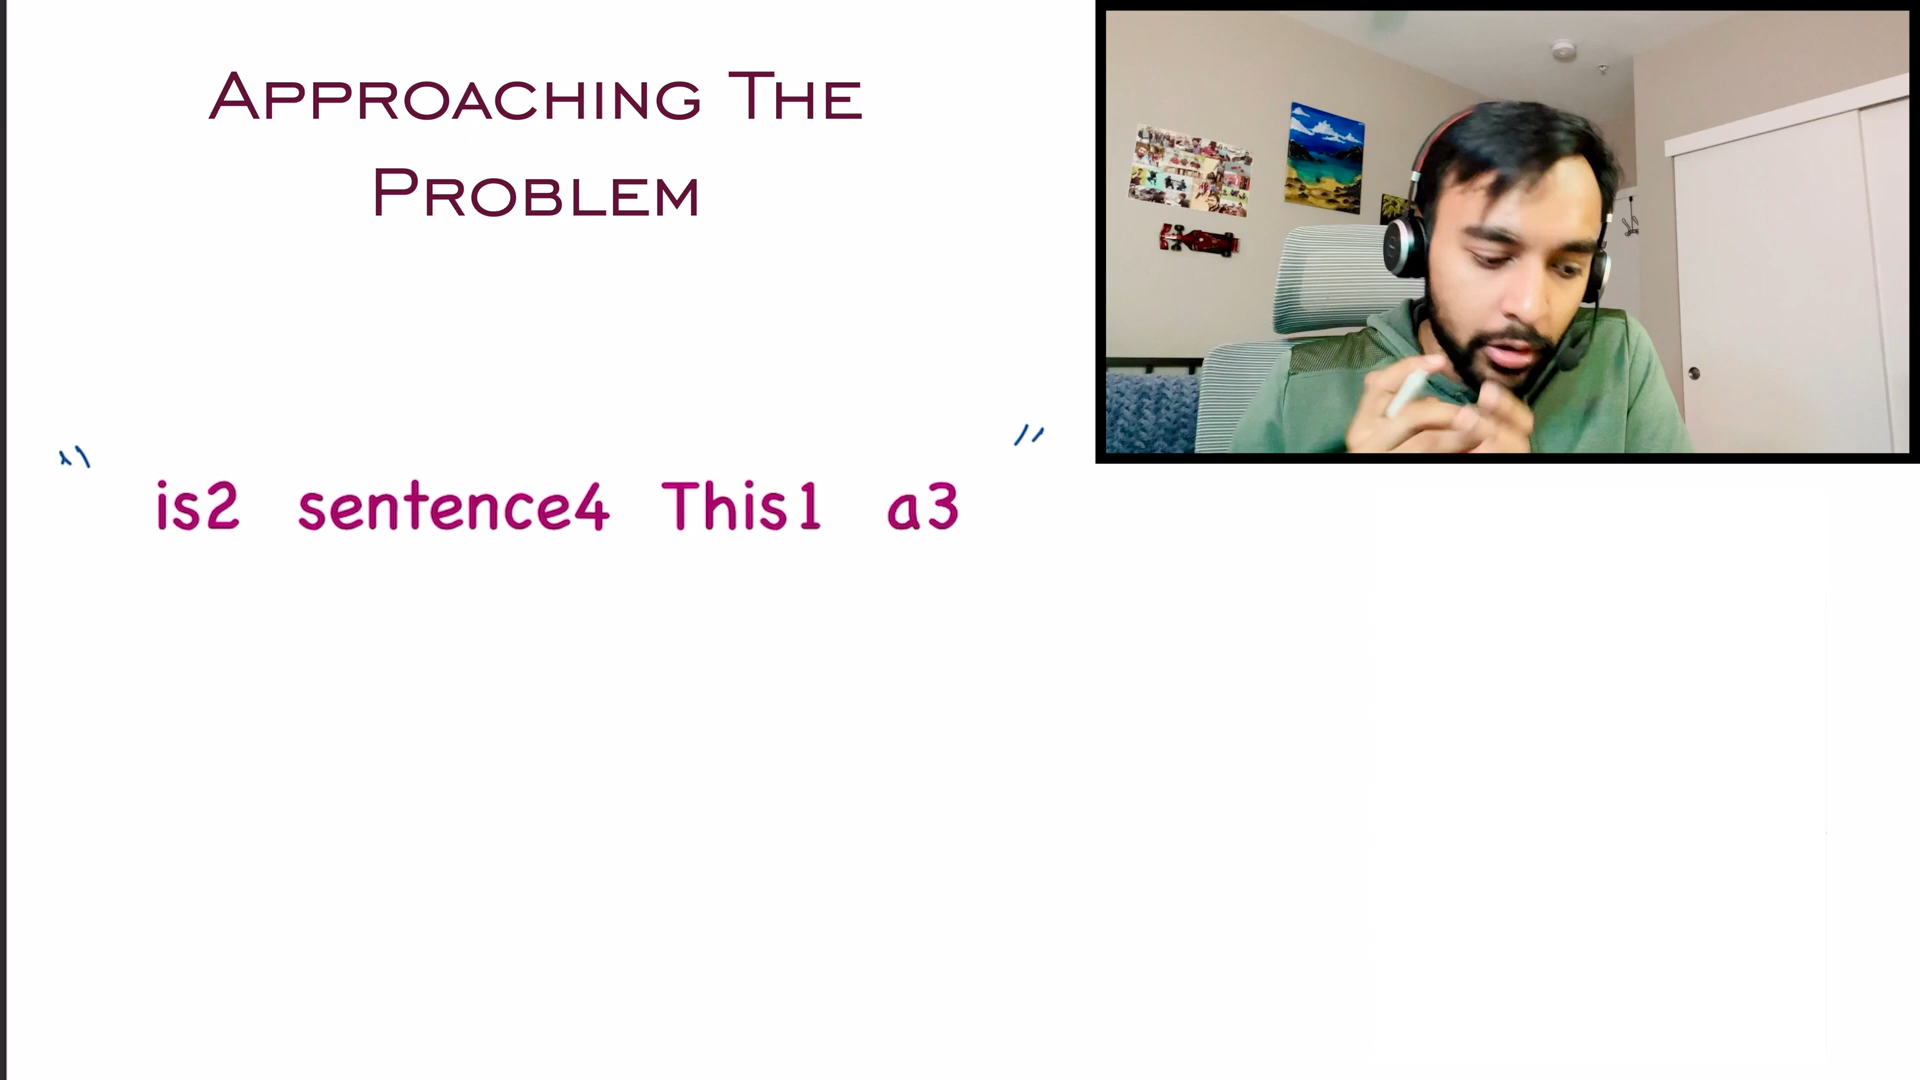 Approaching The
Problem
" is2 sentence4 This1 a3 "